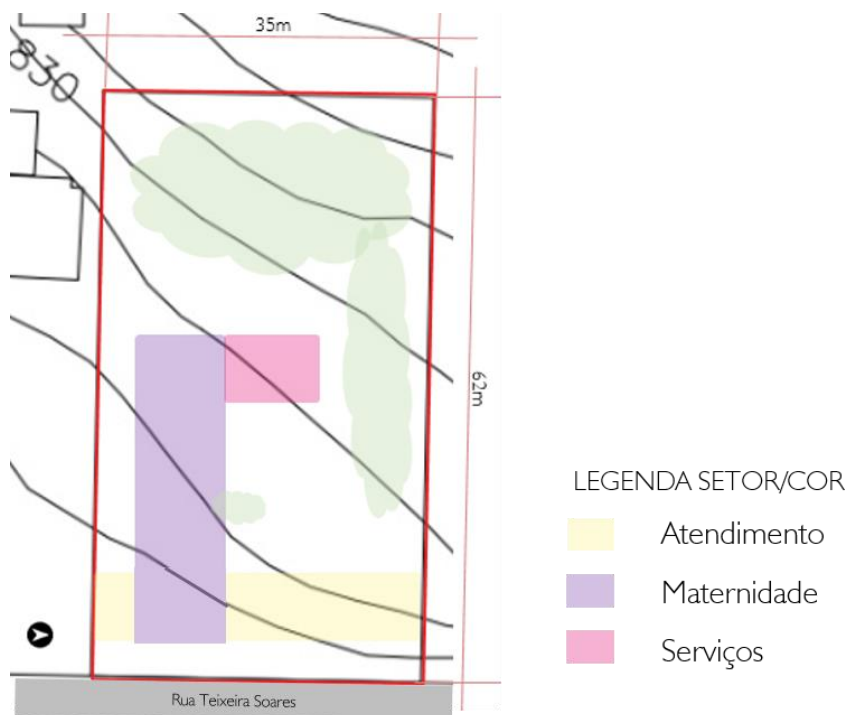 35m
830
62m
LEGENDA SETOR/COR
Atendimento
Maternidade
Serviços
Rua Teixeira Soares